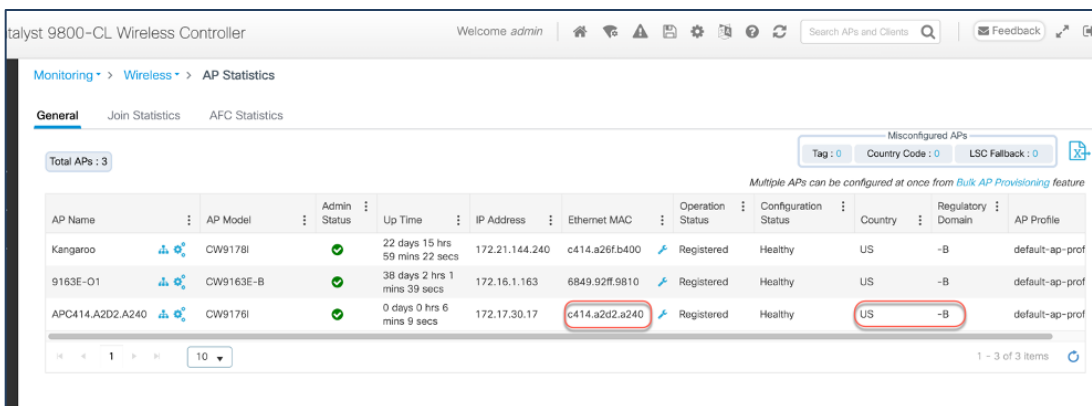 talyst 9800-CL Wireless Controller
Welcome admin
Search APs and Clients
Feedback
Monitoring > Wireless > AP Statistics
General Join Statistics AFC Statistics
Misconfigured APs
Total APs : 3
Tag : 0 Country Code : 0 LSC Fallback : 0
Multiple APs can be configured at once from Bulk AP Provisioning feature
AP Name AP Model Admin Status Up Time IP Address Ethernet MAC Operation Status Configuration Status Country Regulatory Domain AP Profile
Kangaroo CW9178I 22 days 15 hrs 59 mins 22 secs 172.21.144.240 c414.a26f.b400 Registered Healthy US -B default-ap-prof
9163E-O1 CW9163E-B 38 days 2 hrs 1 mins 39 secs 172.16.1.163 6849.92ff.9810 Registered Healthy US -B default-ap-prof
APC414.A2D2.A240 CW9176I 0 days 0 hrs 6 mins 9 secs 172.17.30.17 c414.a2d2.a240 Registered Healthy US -B default-ap-prof
1 10 1 - 3 of 3 items